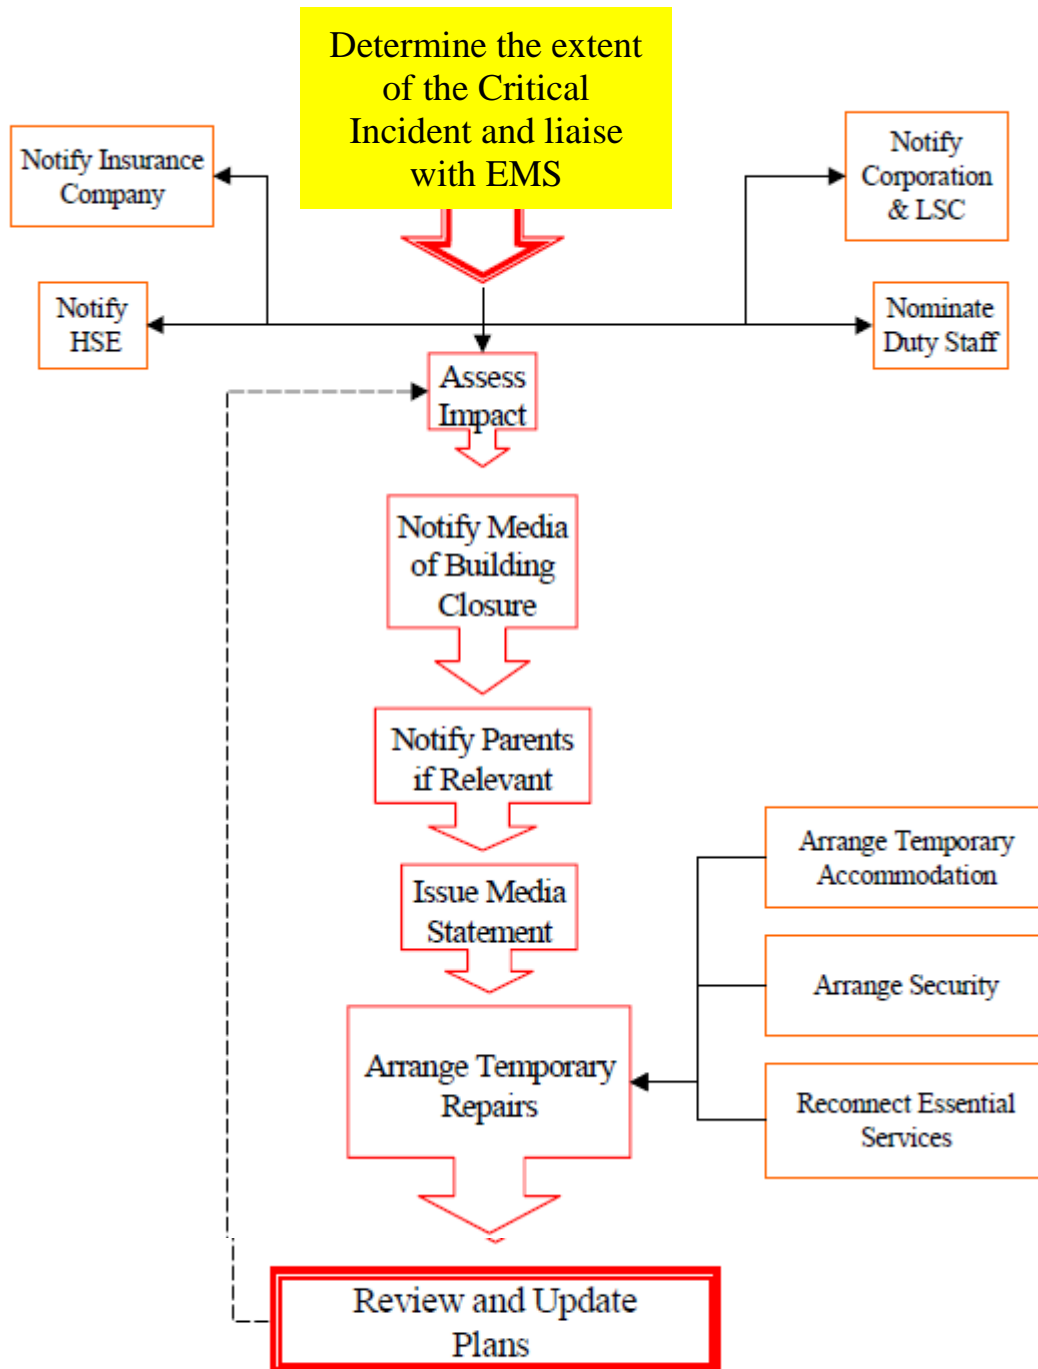 Determine the extent
of the Critical
Incident and liaise
with EMS
Notify Insurance
Company
Notify
Corporation
& LSC
Notify
HSE
Nominate
Duty Staff
Assess
Impact
Notify Media
of Building
Closure
Notify Parents
if Relevant
Issue Media
Statement
Arrange Temporary
Accommodation
Arrange Security
Arrange Temporary
Repairs
Reconnect Essential
Services
Review and Update
Plans